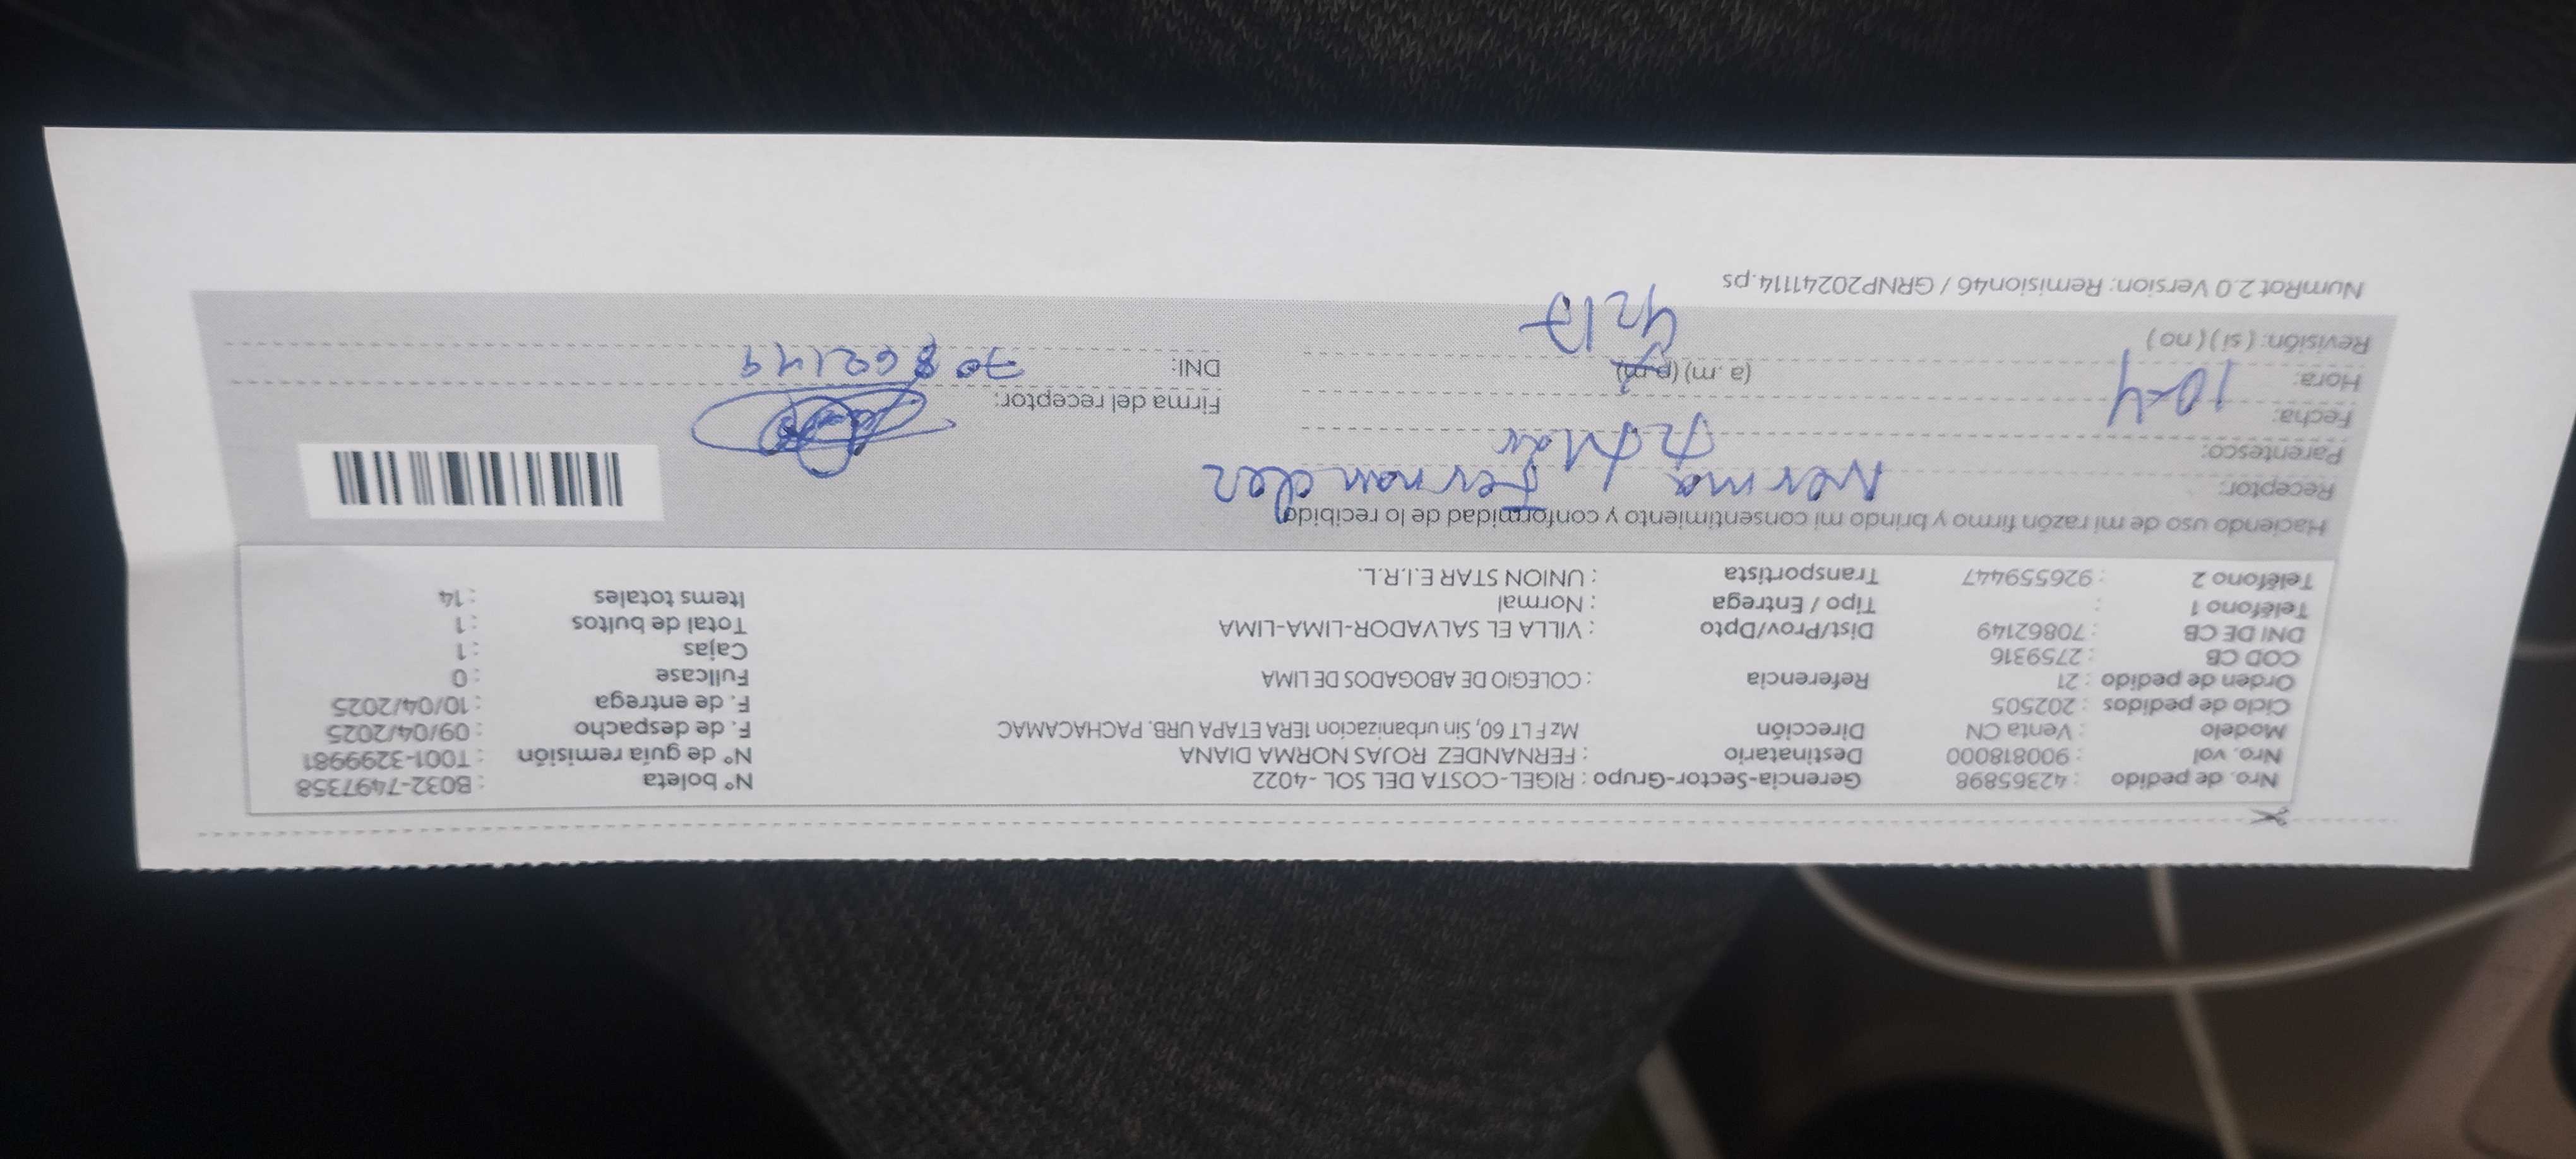 Nro. de pedido : 42365898 Gerencia-Sector-Grupo : RIGEL-COSTA DEL SOL -4022 N° boleta : B032-7497358
Nro. vol : 900818000 Destinatario : FERNANDEZ ROJAS NORMA DIANA N° de guía remisión : T001-3299981
Modelo : Venta CN Dirección Mz F LT 60, Sin urbanizacion 1ERA ETAPA URB. PACHACAMAC F. de despacho : 09/04/2025
Ciclo de pedidos : 202505 F. de entrega : 10/04/2025
Orden de pedido : 21 Referencia : COLEGIO DE ABOGADOS DE LIMA Fullcase : 0
COD CB : 2759316 Cajas : 1
DNI DE CB : 70862149 Dist/Prov/Dpto : VILLA EL SALVADOR-LIMA-LIMA Total de bultos : 1
Teléfono 1 : Tipo / Entrega : Normal Items totales : 14
Teléfono 2 : 926559447 Transportista : UNION STAR E.I.R.L.
Haciendo uso de mi razón firmo y brindo mi consentimiento y conformidad de lo recibido
Receptor: Norma Fernandez
Parentesco: titular
Fecha: 10-4 Firma del receptor:
Hora: (a. m) (p.m) DNI: 70862149
Revisión: ( si ) ( no )
NumRot 2.0 Version: Remision46 / GRNP20241114.ps